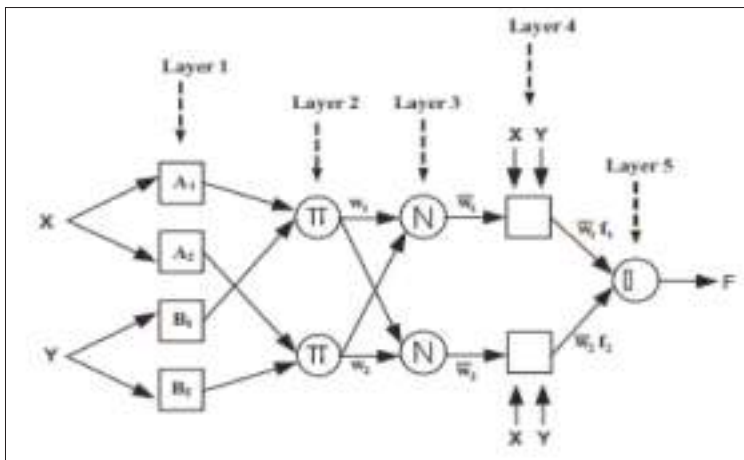 Layer 4
Layer 1
Layer 2
Layer 3
X Y
Layer 5
A₁
w₁
w̅₁
X
Π
N
w̅₁ f₁
A₂
F
B₁
w̅₂ f₂
Y
Π
N
w₂
w̅₂
B₂
X Y